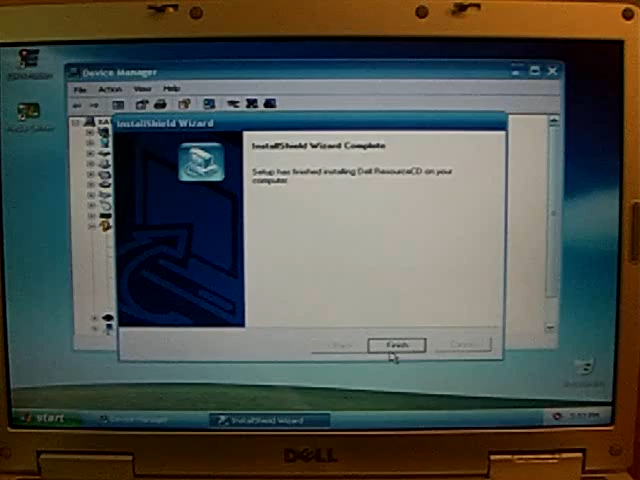 Device Manager
File Action View Help
InstallShield Wizard
InstallShield Wizard Complete
Setup has finished installing Dell ResourceCD on your
computer.
Finish
start
Device Manager
InstallShield Wizard
DELL